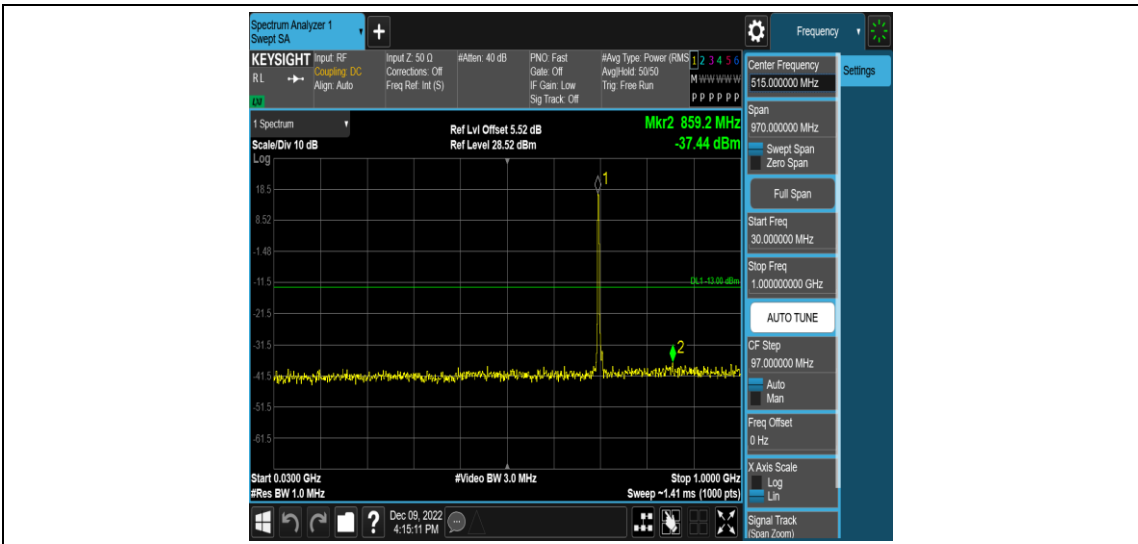 Spectrum Analyzer 1
Swept SA
+
Frequency
KEYSIGHT
RL
LXI
Input: RF
Coupling: DC
Align: Auto
Input Z: 50 Ω
Corrections: Off
Freq Ref: Int (S)
#Atten: 40 dB
PNO: Fast
Gate: Off
IF Gain: Low
Sig Track: Off
#Avg Type: Power (RMS
Avg|Hold: 50/50
Trig: Free Run
1 2 3 4 5 6
M W W W W W
P P P P P P
1 Spectrum
Scale/Div 10 dB
Ref Lvl Offset 5.52 dB
Ref Level 28.52 dBm
Mkr2 859.2 MHz
-37.44 dBm
Log
18.5
8.52
-1.48
-11.5
-21.5
-31.5
-41.5
-51.5
-61.5
1
DL1 -13.00 dBm
2
Start 0.0300 GHz
#Res BW 1.0 MHz
#Video BW 3.0 MHz
Stop 1.0000 GHz
Sweep ~1.41 ms (1000 pts)
?
Dec 09, 2022
4:15:11 PM
Center Frequency
515.000000 MHz
Settings
Span
970.000000 MHz
Swept Span
Zero Span
Full Span
Start Freq
30.000000 MHz
Stop Freq
1.000000000 GHz
AUTO TUNE
CF Step
97.000000 MHz
Auto
Man
Freq Offset
0 Hz
X Axis Scale
Log
Lin
Signal Track
(Span Zoom)